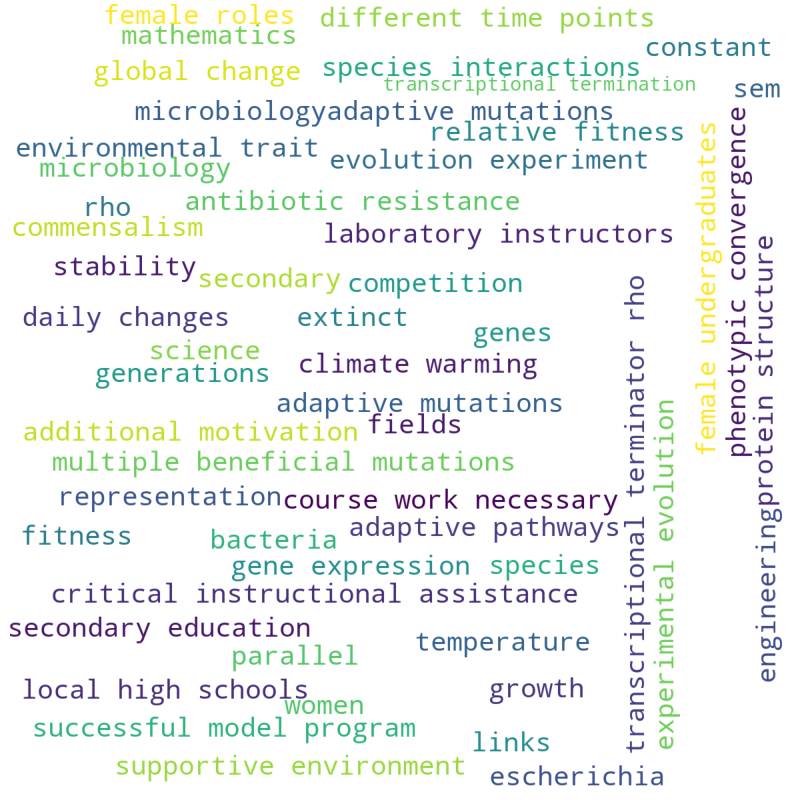 female roles
different time points
mathematics
constant
global change
species interactions
transcriptional termination
sem
microbiology
adaptive mutations
relative fitness
environmental trait
evolution experiment
microbiology
rho
antibiotic resistance
commensalism
laboratory instructors
stability
secondary
competition
daily changes
extinct
genes
science
generations
climate warming
adaptive mutations
additional motivation
fields
multiple beneficial mutations
representation
course work necessary
fitness
bacteria
adaptive pathways
gene expression
species
critical instructional assistance
secondary education
temperature
parallel
local high schools
growth
women
successful model program
links
supportive environment
escherichia
transcriptional terminator rho
experimental evolution
female undergraduates
phenotypic convergence
protein structure
engineering